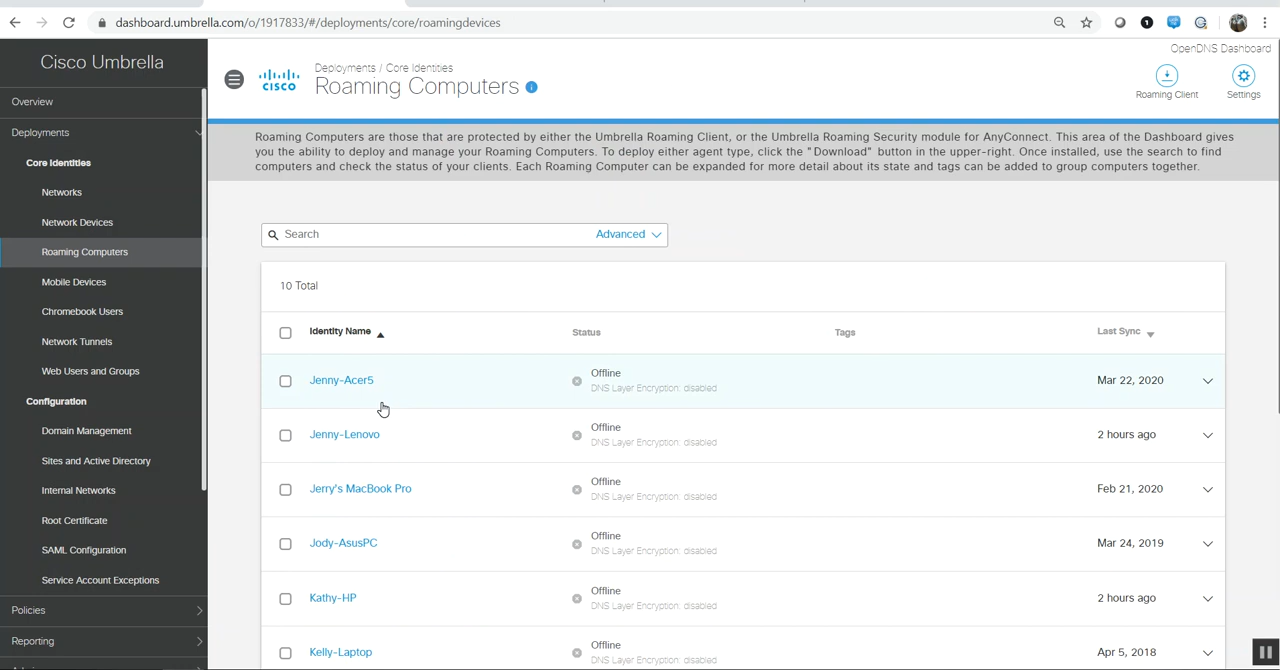 dashboard.umbrella.com/o/1917833/#/deployments/core/roamingdevices
Cisco Umbrella
Overview
Deployments
Core Identities
Networks
Network Devices
Roaming Computers
Mobile Devices
Chromebook Users
Network Tunnels
Web Users and Groups
Configuration
Domain Management
Sites and Active Directory
Internal Networks
Root Certificate
SAML Configuration
Service Account Exceptions
Policies
Reporting
OpenDNS Dashboard
CISCO
Deployments / Core Identities
Roaming Computers
Roaming Client
Settings
Roaming Computers are those that are protected by either the Umbrella Roaming Client, or the Umbrella Roaming Security module for AnyConnect. This area of the Dashboard gives
you the ability to deploy and manage your Roaming Computers. To deploy either agent type, click the "Download" button in the upper-right. Once installed, use the search to find
computers and check the status of your clients. Each Roaming Computer can be expanded for more detail about its state and tags can be added to group computers together.
Search
Advanced
10 Total
Identity Name Status Tags Last Sync
Jenny-Acer5 Offline Mar 22, 2020
DNS Layer Encryption: disabled
Jenny-Lenovo Offline 2 hours ago
DNS Layer Encryption: disabled
Jerry's MacBook Pro Offline Feb 21, 2020
DNS Layer Encryption: disabled
Jody-AsusPC Offline Mar 24, 2019
DNS Layer Encryption: disabled
Kathy-HP Offline 2 hours ago
DNS Layer Encryption: disabled
Kelly-Laptop Offline Apr 5, 2018
DNS Layer Encryption: disabled